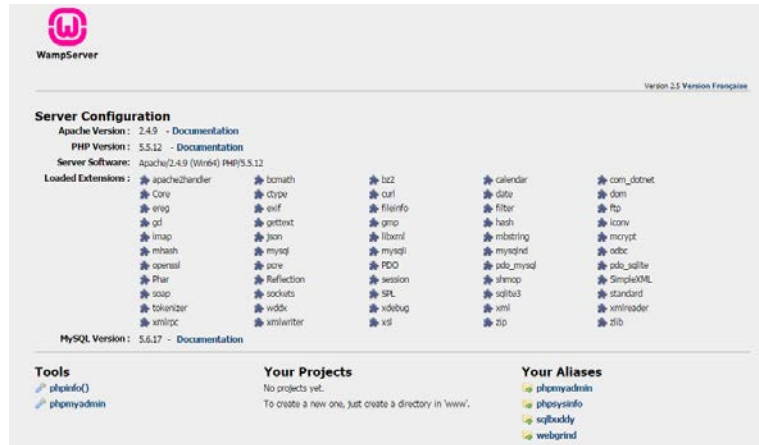 WampServer
Version 2.5 Version Française
Server Configuration
Apache Version : 2.4.9 - Documentation
PHP Version : 5.5.12 - Documentation
Server Software: Apache/2.4.9 (Win64) PHP/5.5.12
Loaded Extensions : apache2handler bcmath bz2 calendar com_dotnet
Core ctype curl date dom
ereg exif fileinfo filter ftp
gd gettext gmp hash iconv
imap json libxml mbstring mcrypt
mhash mysql mysqli mysqlnd odbc
openssl pcre PDO pdo_mysql pdo_sqlite
Phar Reflection session shmop SimpleXML
soap sockets SPL sqlite3 standard
tokenizer wddx xdebug xml xmlreader
xmlrpc xmlwriter xsl zip zlib
MySQL Version : 5.6.17 - Documentation
Tools Your Projects Your Aliases
phpinfo() No projects yet. phpmyadmin
phpmyadmin To create a new one, just create a directory in 'www'. phpsysinfo
sqlbuddy
webgrind